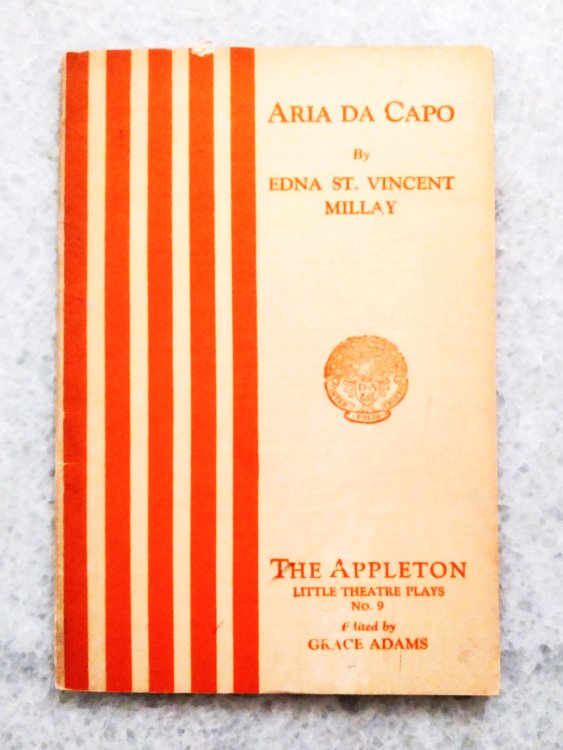 ARIA DA CAPO
By
EDNA ST. VINCENT
MILLAY
DA
THE APPLETON
LITTLE THEATRE PLAYS
No. 9
Edited by
GRACE ADAMS